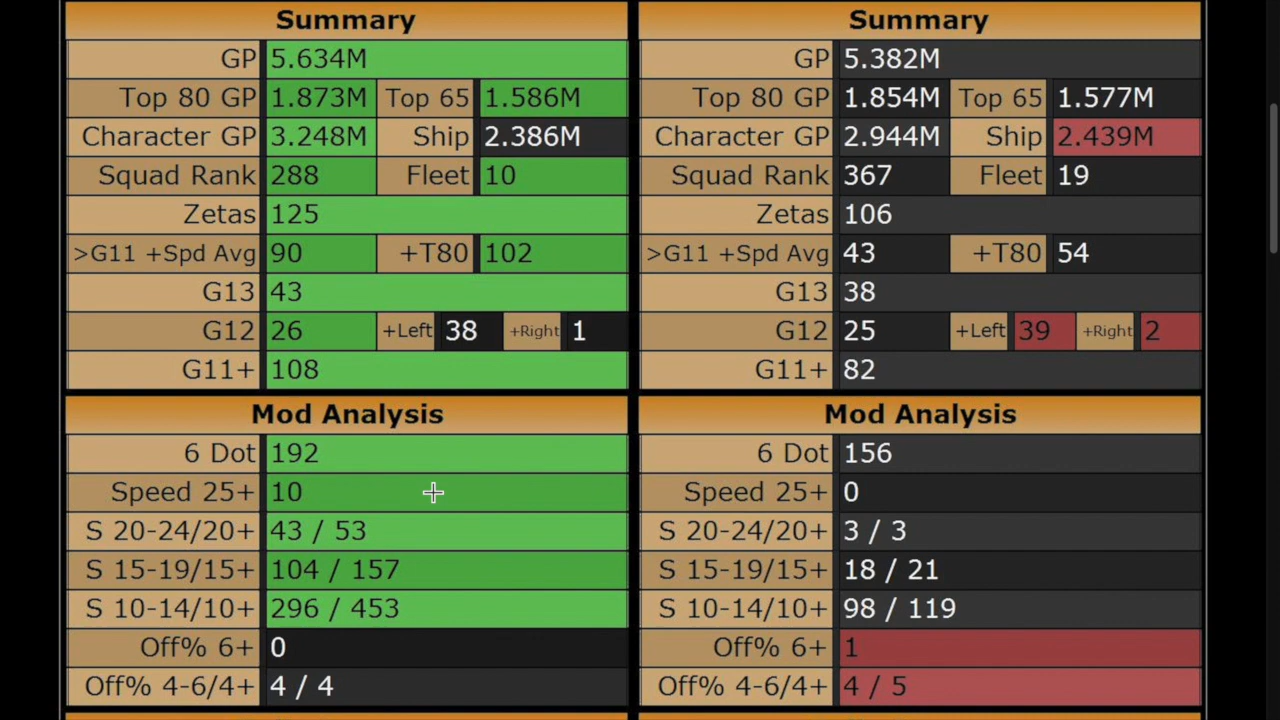 Summary
GP 5.634M
Top 80 GP 1.873M Top 65 1.586M
Character GP 3.248M Ship 2.386M
Squad Rank 288 Fleet 10
Zetas 125
>G11 +Spd Avg 90 +T80 102
G13 43
G12 26 +Left 38 +Right 1
G11+ 108
Mod Analysis
6 Dot 192
Speed 25+ 10
S 20-24/20+ 43 / 53
S 15-19/15+ 104 / 157
S 10-14/10+ 296 / 453
Off% 6+ 0
Off% 4-6/4+ 4 / 4
Summary
GP 5.382M
Top 80 GP 1.854M Top 65 1.577M
Character GP 2.944M Ship 2.439M
Squad Rank 367 Fleet 19
Zetas 106
>G11 +Spd Avg 43 +T80 54
G13 38
G12 25 +Left 39 +Right 2
G11+ 82
Mod Analysis
6 Dot 156
Speed 25+ 0
S 20-24/20+ 3 / 3
S 15-19/15+ 18 / 21
S 10-14/10+ 98 / 119
Off% 6+ 1
Off% 4-6/4+ 4 / 5